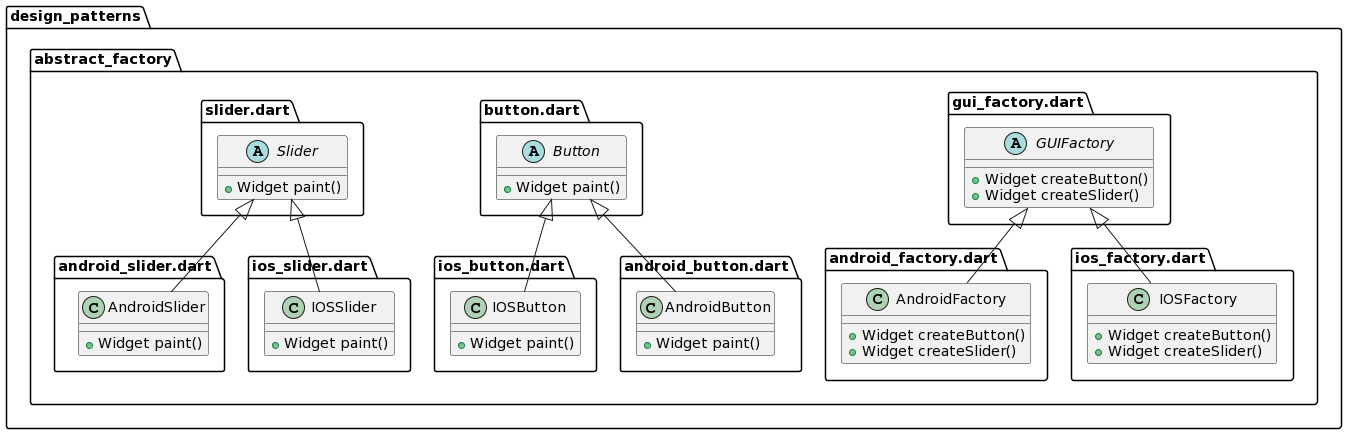 design_patterns
abstract_factory
slider.dart
A Slider
Widget paint()
button.dart
A Button
Widget paint()
gui_factory.dart
A GUIFactory
Widget createButton()
Widget createSlider()
android_slider.dart
C AndroidSlider
Widget paint()
ios_slider.dart
C IOSSlider
Widget paint()
ios_button.dart
C IOSButton
Widget paint()
android_button.dart
C AndroidButton
Widget paint()
android_factory.dart
C AndroidFactory
Widget createButton()
Widget createSlider()
ios_factory.dart
C IOSFactory
Widget createButton()
Widget createSlider()